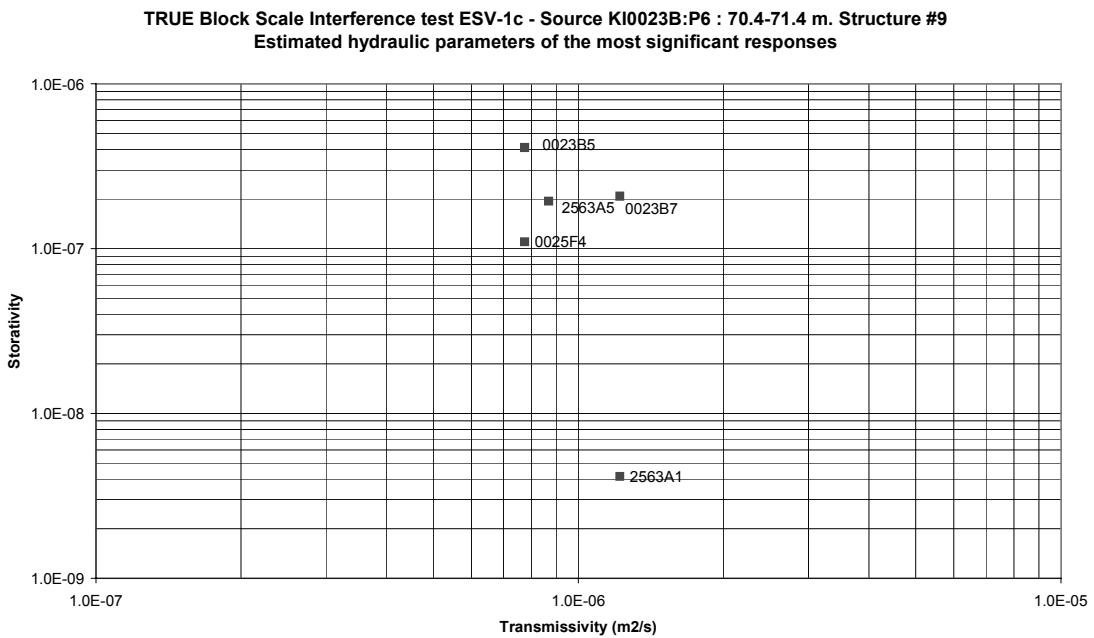 TRUE Block Scale Interference test ESV-1c - Source KI0023B:P6 : 70.4-71.4 m. Structure #9
Estimated hydraulic parameters of the most significant responses
1.0E-06
1.0E-07
1.0E-08
1.0E-09
Storativity
0023B5
2563A5
0023B7
0025F4
2563A1
1.0E-07
1.0E-06
1.0E-05
Transmissivity (m2/s)